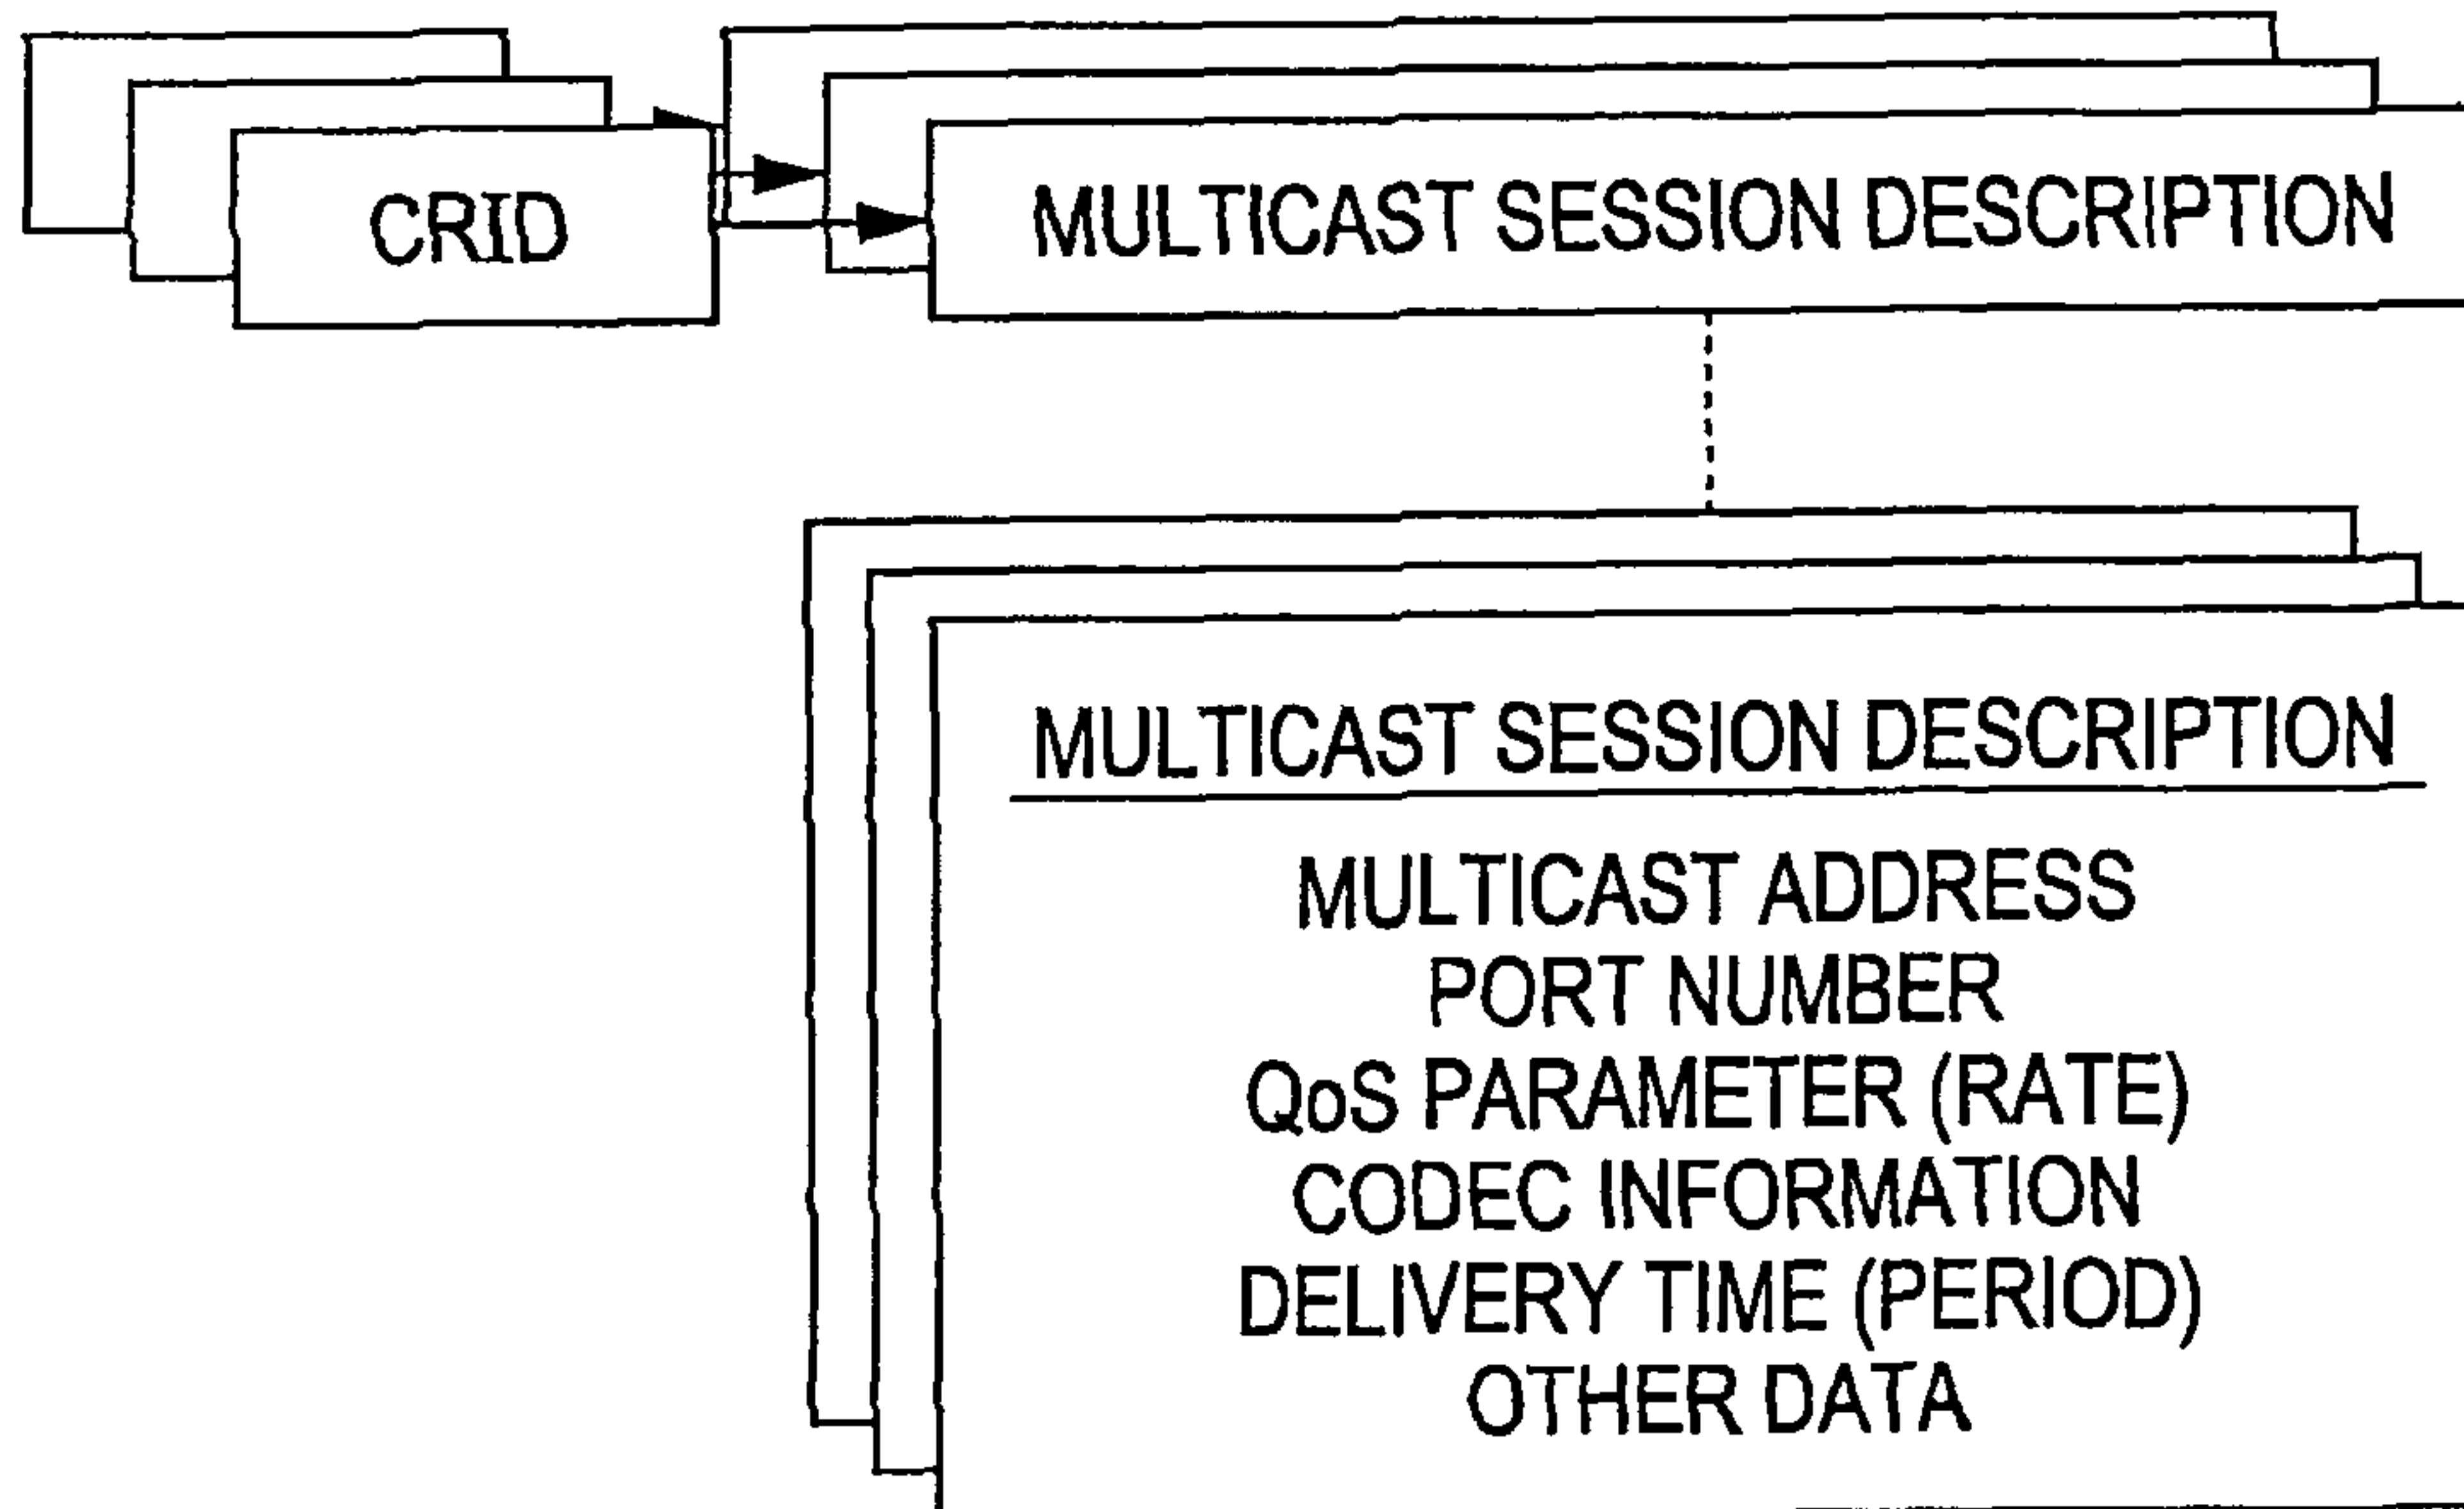 CRID
MULTICAST SESSION DESCRIPTION
MULTICAST SESSION DESCRIPTION
MULTICAST ADDRESS
PORT NUMBER
QoS PARAMETER (RATE)
CODEC INFORMATION
DELIVERY TIME (PERIOD)
OTHER DATA